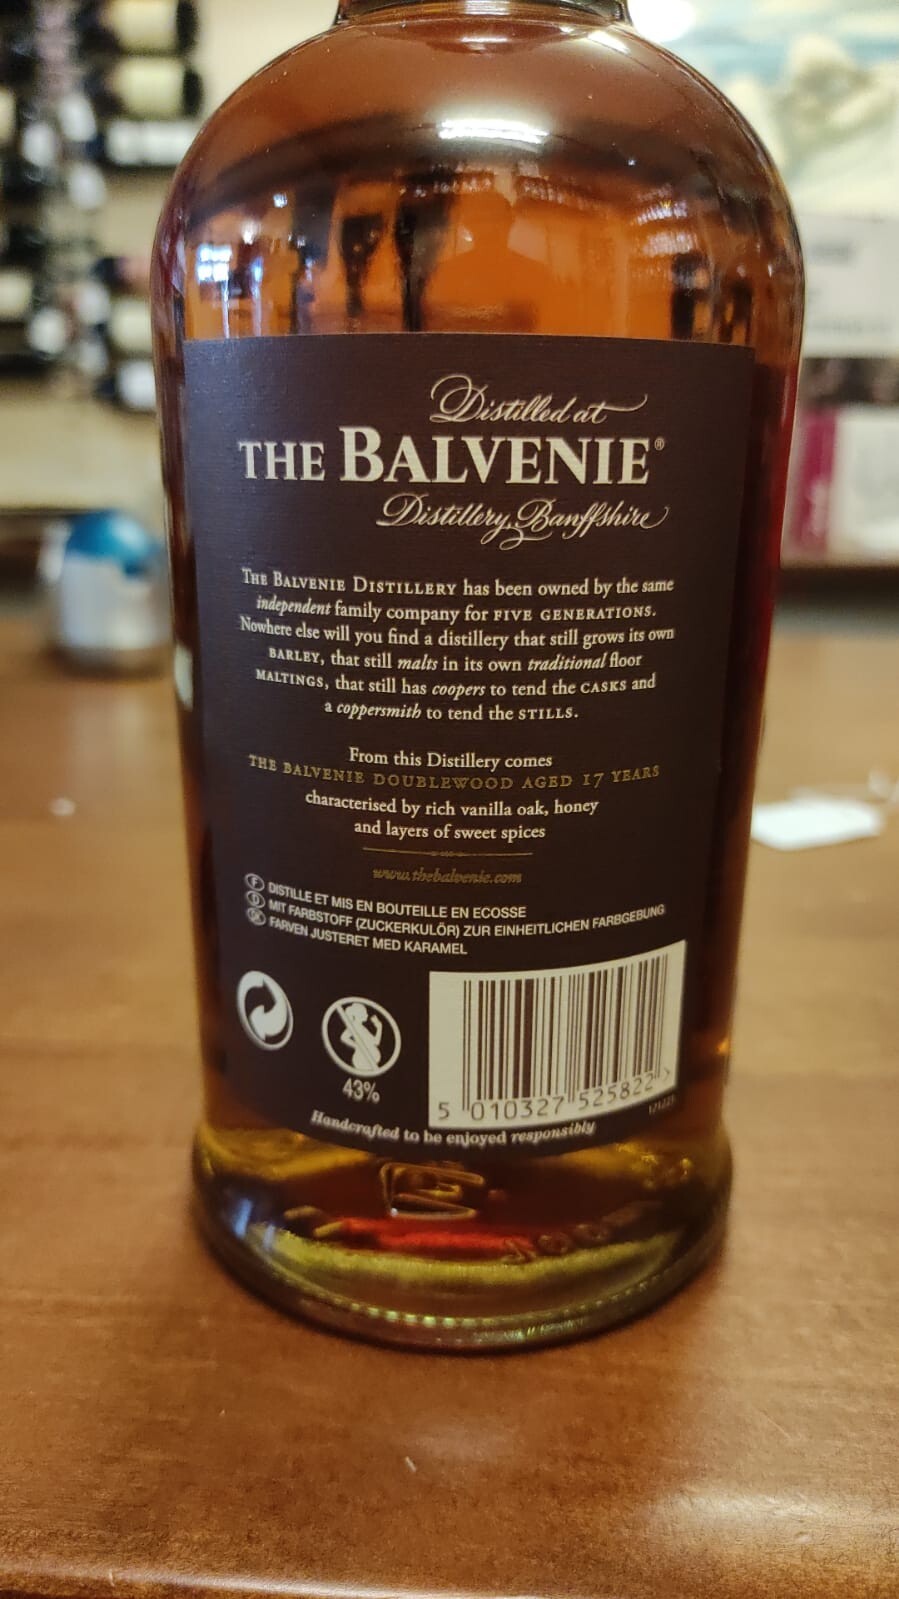 Distilled at
THE BALVENIE®
Distillery, Banffshire
THE BALVENIE DISTILLERY has been owned by the same
independent family company for FIVE GENERATIONS.
Nowhere else will you find a distillery that still grows its own
BARLEY, that still malts in its own traditional floor
MALTINGS, that still has coopers to tend the CASKS and
a coppersmith to tend the STILLS.
From this Distillery comes
THE BALVENIE DOUBLEWOOD AGED 17 YEARS
characterised by rich vanilla oak, honey
and layers of sweet spices
www.thebalvenie.com
F DISTILLE ET MIS EN BOUTEILLE EN ECOSSE
D MIT FARBSTOFF (ZUCKERKULÖR) ZUR EINHEITLICHEN FARBGEBUNG
DK FARVEN JUSTERET MED KARAMEL
43%
5 010327 525822 >
Handcrafted to be enjoyed responsibly